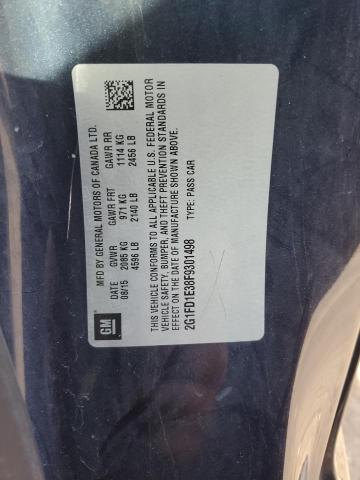 MFD BY GENERAL MOTORS OF CANADA LTD.
DATE GVWR GAWR FRT GAWR RR
08/15 2085 KG 971 KG 1114 KG
4596 LB 2140 LB 2456 LB
THIS VEHICLE CONFORMS TO ALL APPLICABLE U.S. FEDERAL MOTOR
VEHICLE SAFETY, BUMPER, AND THEFT PREVENTION STANDARDS IN
EFFECT ON THE DATE OF MANUFACTURE SHOWN ABOVE.
2G1FD1E38F9301498 TYPE: PASS CAR
GM